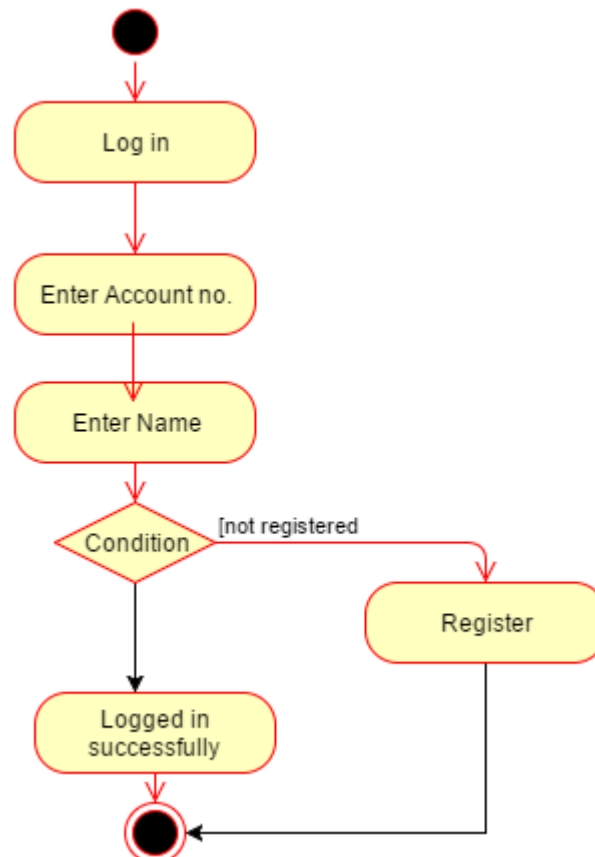 Log in
Enter Account no.
Enter Name
Condition
[not registered
Register
Logged in
successfully